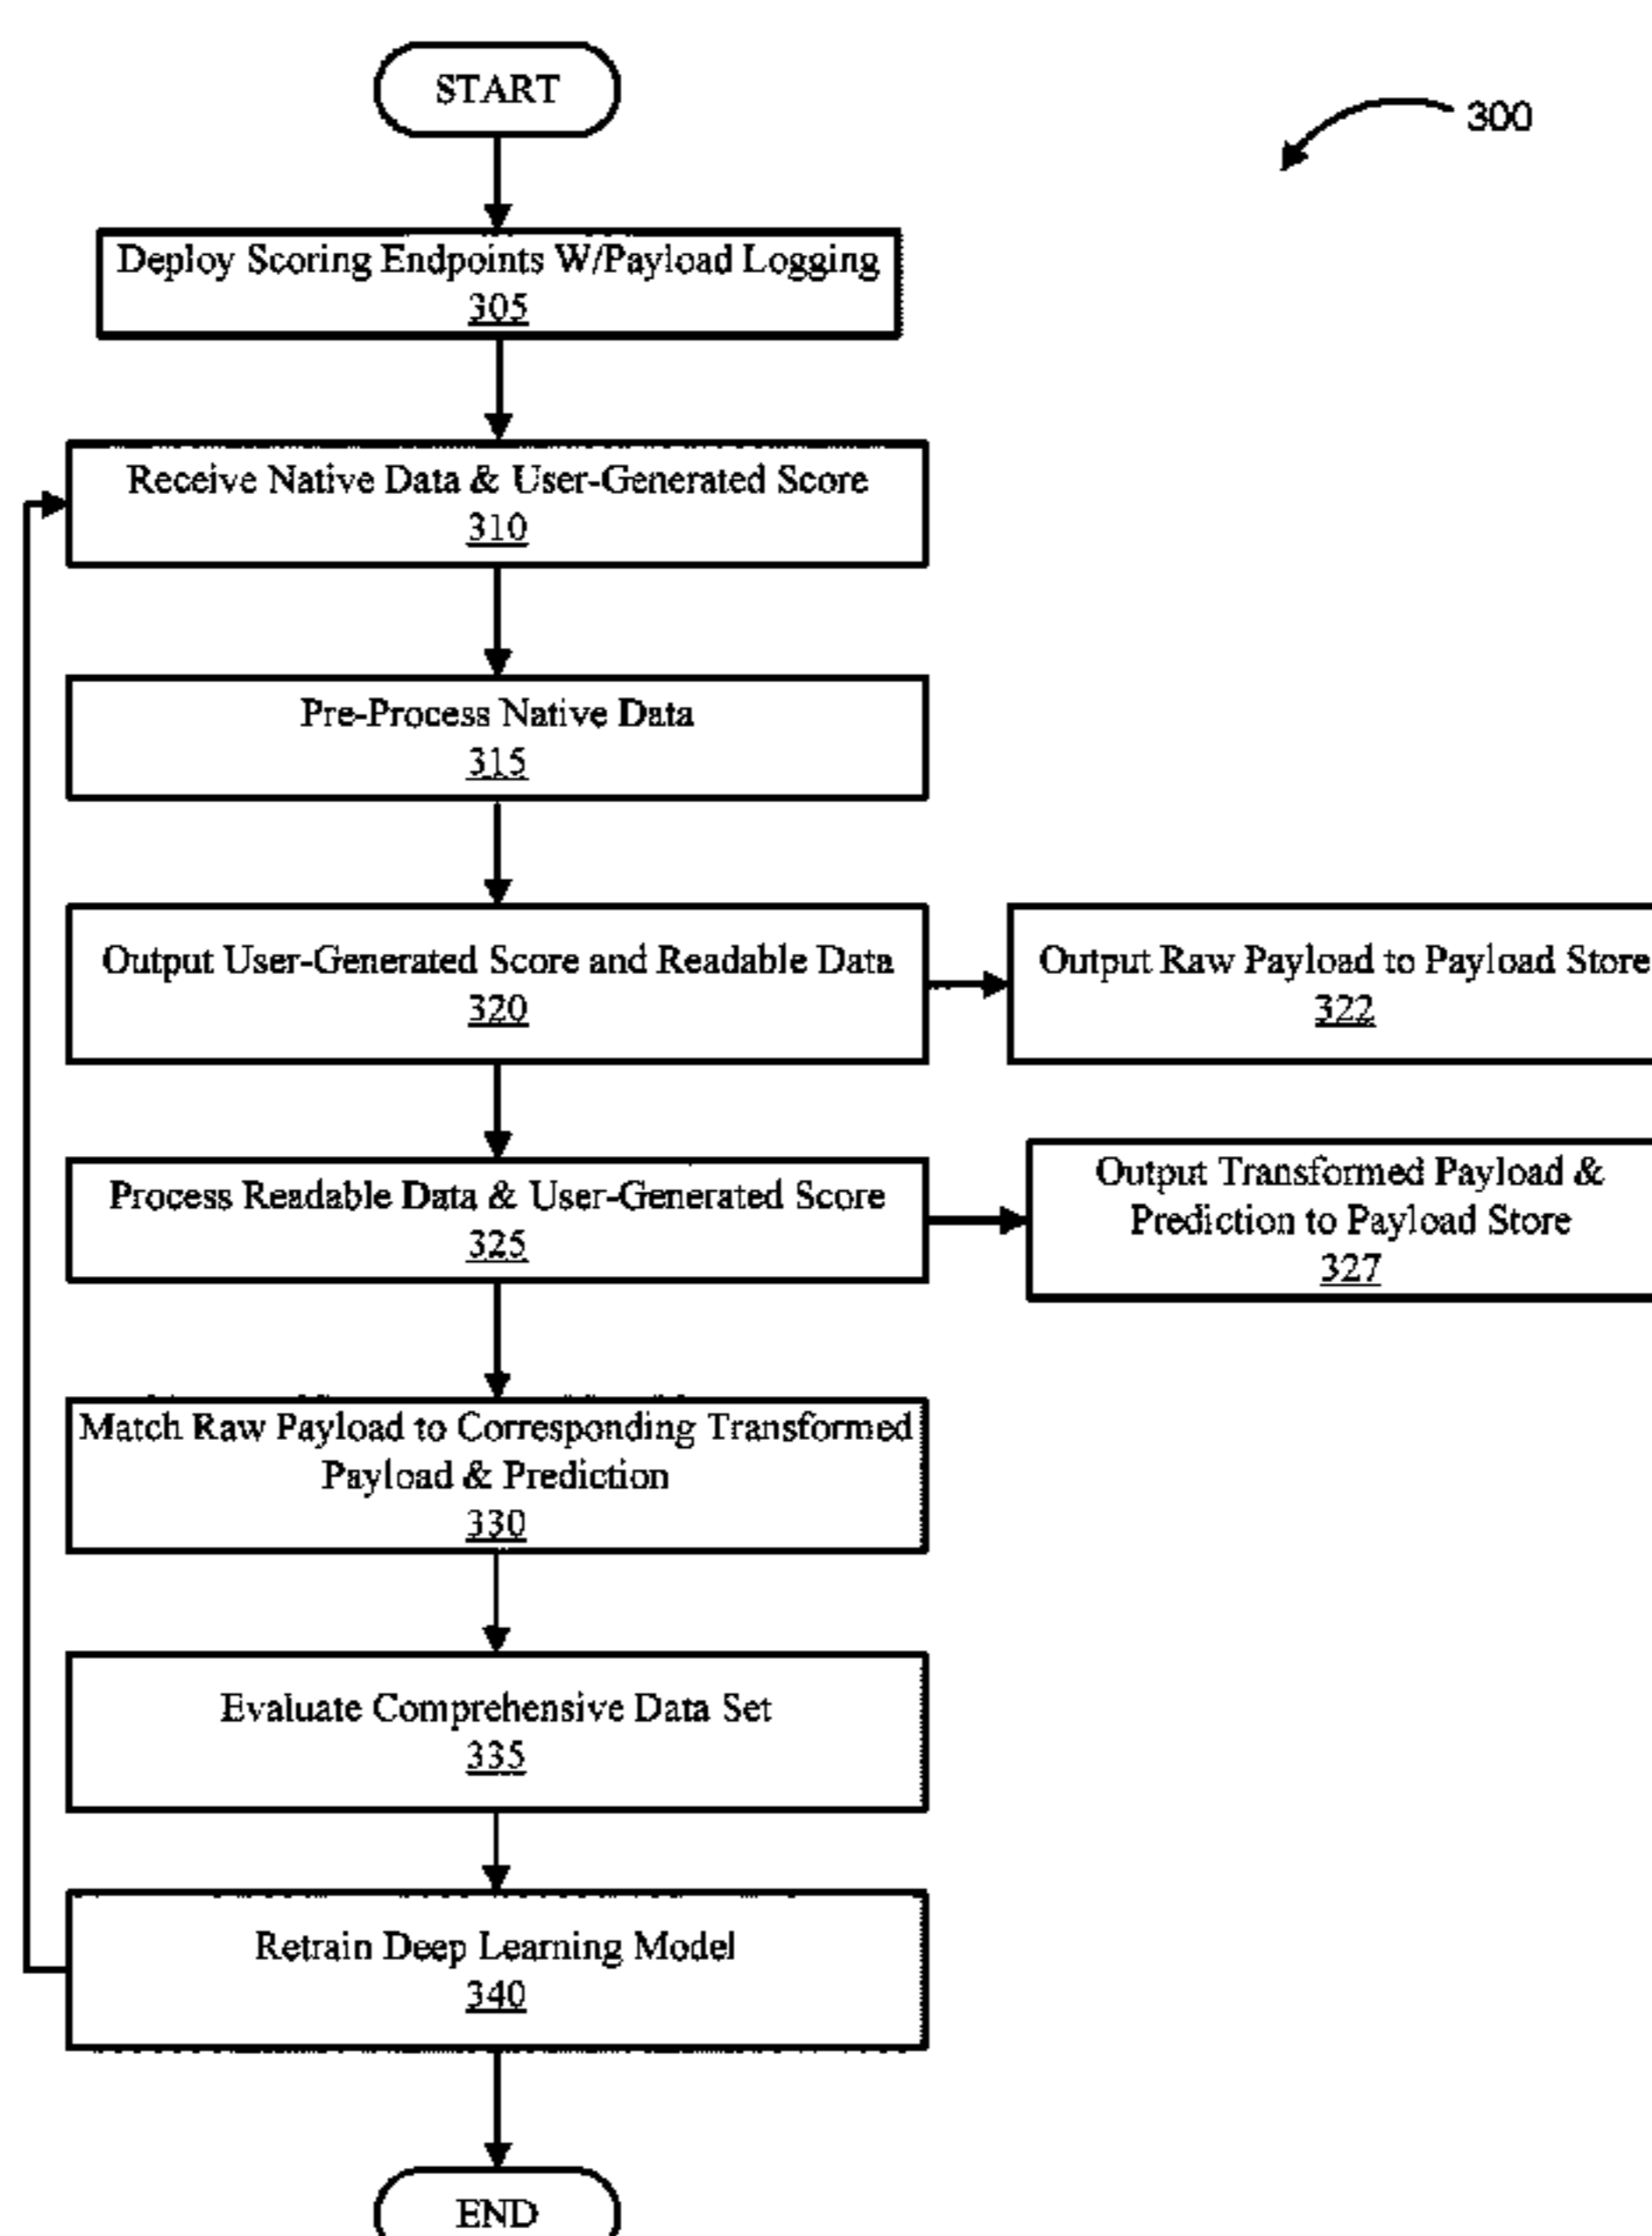 START
300
Deploy Scoring Endpoints W/Payload Logging
305
Receive Native Data & User-Generated Score
310
Pre-Process Native Data
315
Output User-Generated Score and Readable Data
320
Output Raw Payload to Payload Store
322
Process Readable Data & User-Generated Score
325
Output Transformed Payload &
Prediction to Payload Store
327
Match Raw Payload to Corresponding Transformed
Payload & Prediction
330
Evaluate Comprehensive Data Set
335
Retrain Deep Learning Model
340
END